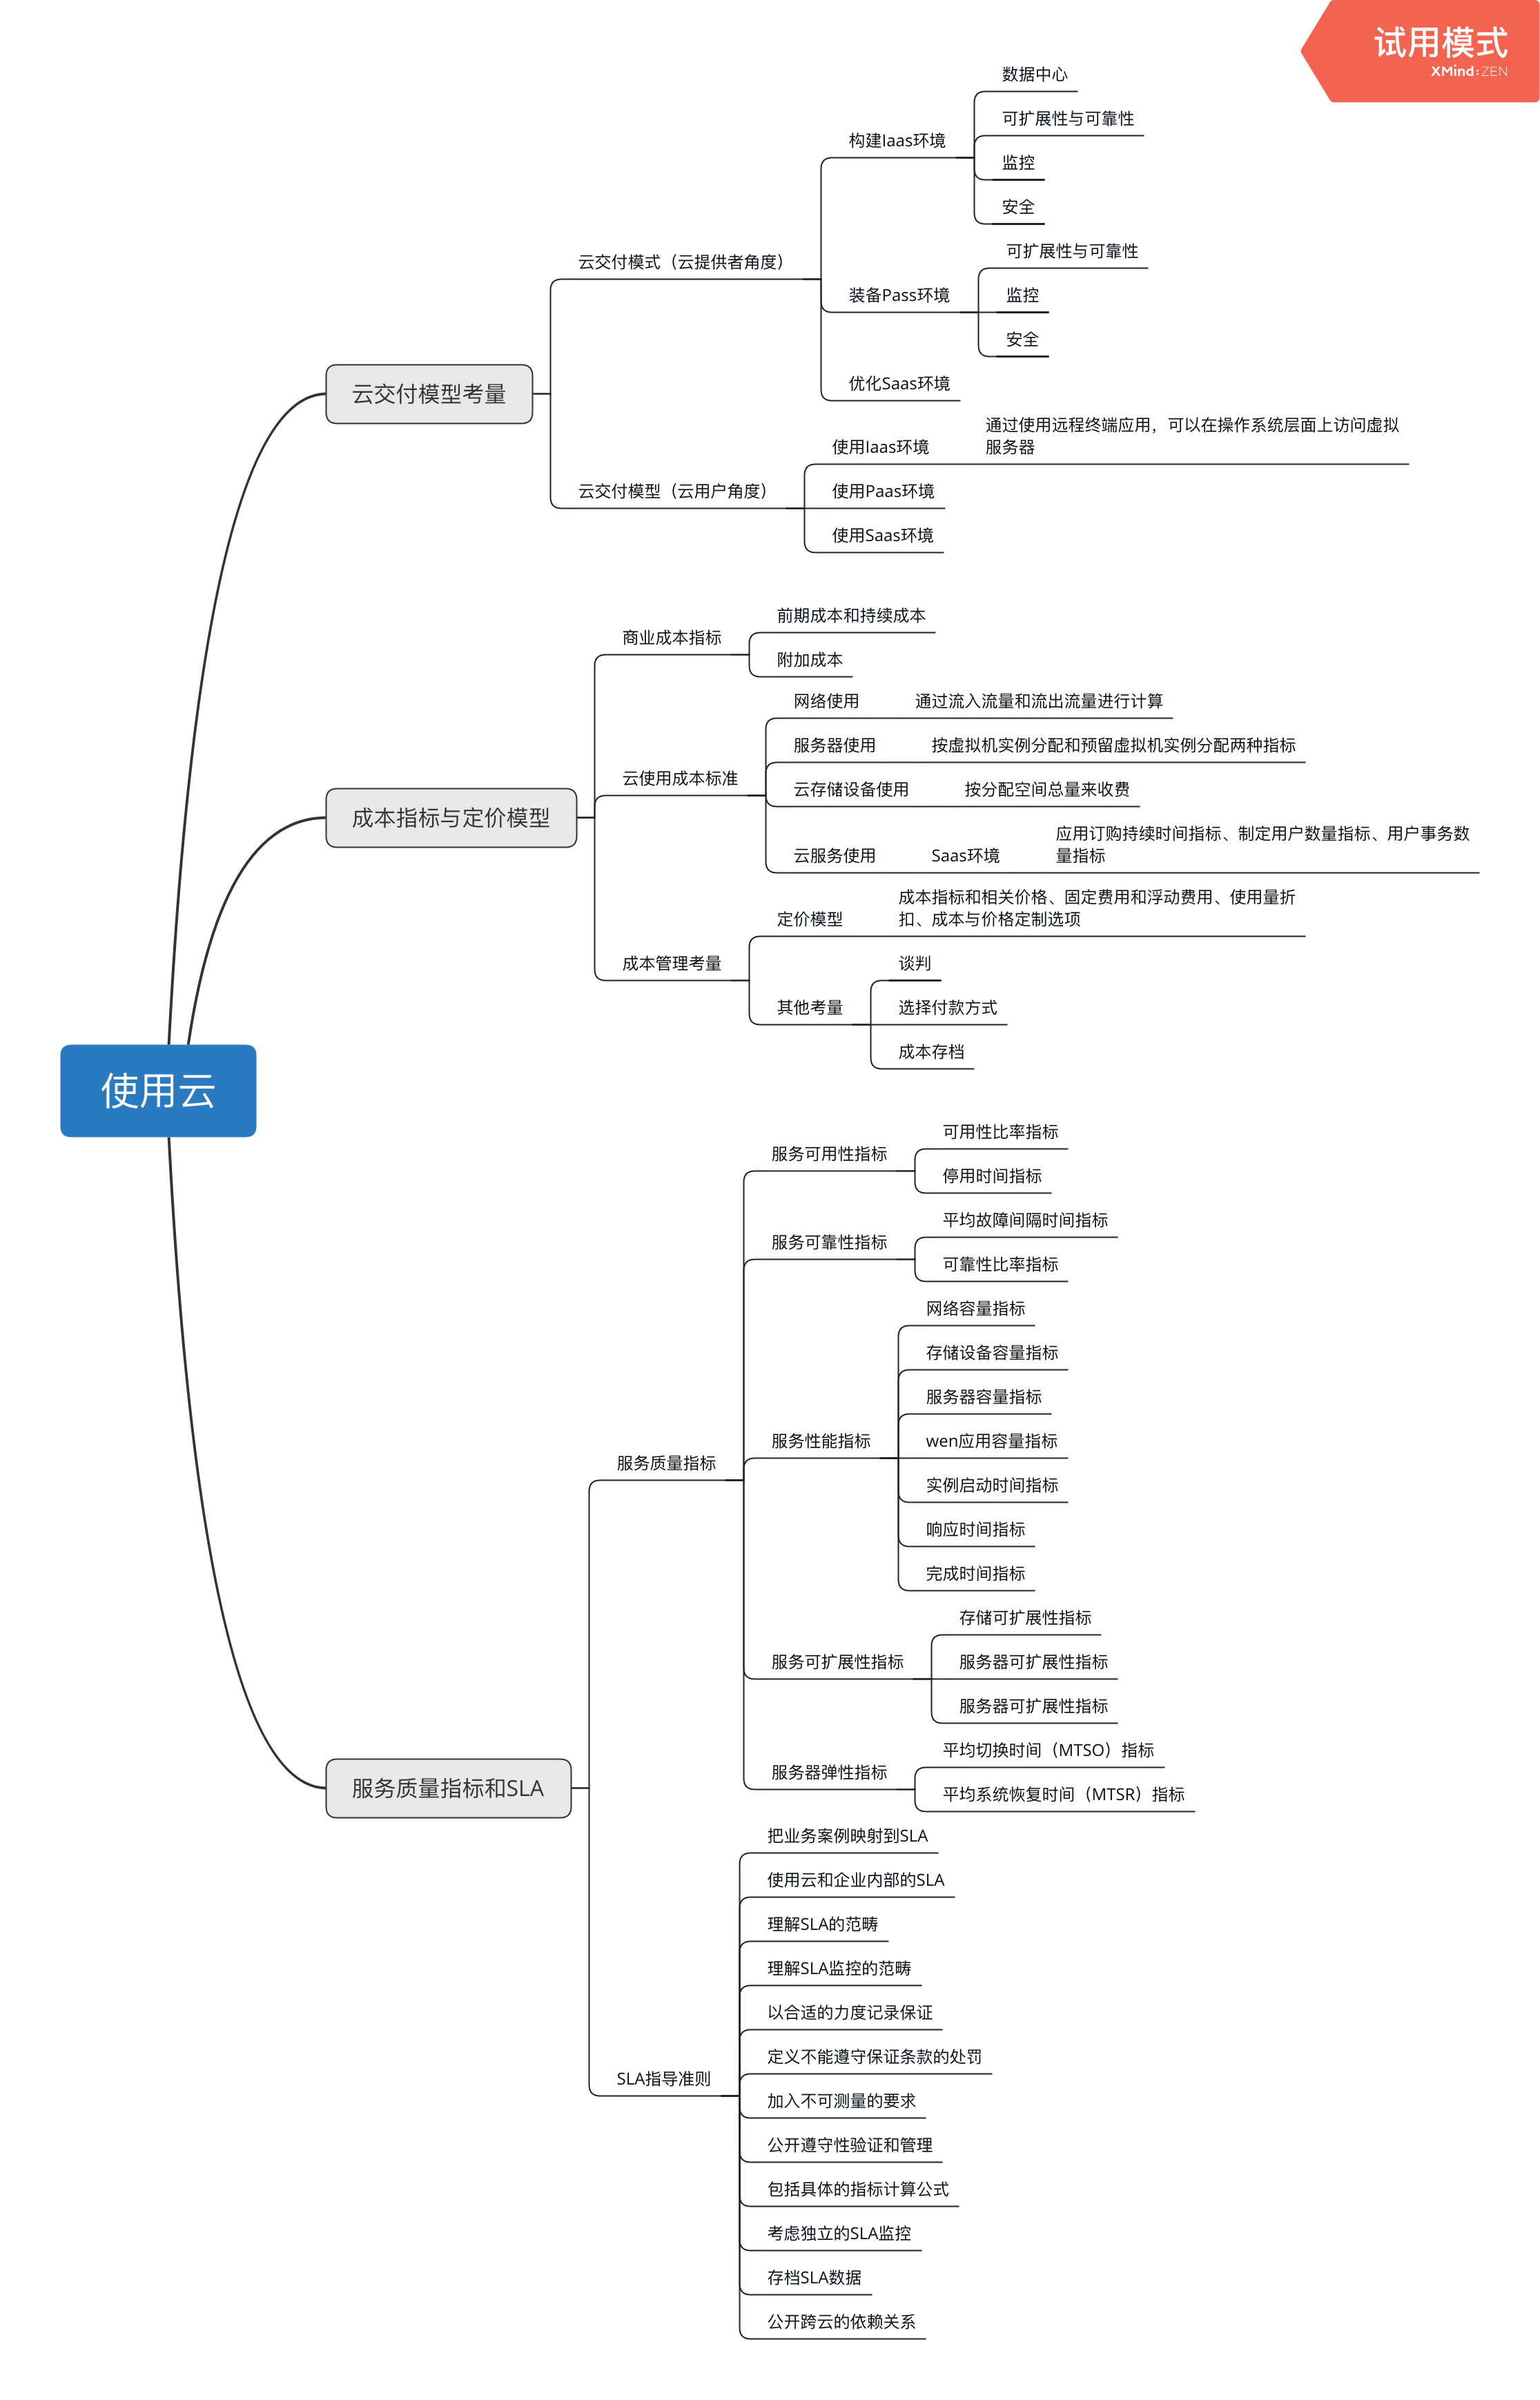 试用模式
XMind:ZEN
使用云
云交付模型考量
云交付模式（云提供者角度）
构建Iaas环境
数据中心
可扩展性与可靠性
监控
安全
装备Pass环境
可扩展性与可靠性
监控
安全
优化Saas环境
云交付模型（云用户角度）
使用Iaas环境
通过使用远程终端应用，可以在操作系统层面上访问虚拟
服务器
使用Paas环境
使用Saas环境
成本指标与定价模型
商业成本指标
前期成本和持续成本
附加成本
云使用成本标准
网络使用
通过流入流量和流出流量进行计算
服务器使用
按虚拟机实例分配和预留虚拟机实例分配两种指标
云存储设备使用
按分配空间总量来收费
云服务使用
Saas环境
应用订购持续时间指标、制定用户数量指标、用户事务数
量指标
成本管理考量
定价模型
成本指标和相关价格、固定费用和浮动费用、使用量折
扣、成本与价格定制选项
其他考量
谈判
选择付款方式
成本存档
服务质量指标和SLA
服务质量指标
服务可用性指标
可用性比率指标
停用时间指标
服务可靠性指标
平均故障间隔时间指标
可靠性比率指标
服务性能指标
网络容量指标
存储设备容量指标
服务器容量指标
wen应用容量指标
实例启动时间指标
响应时间指标
完成时间指标
服务可扩展性指标
存储可扩展性指标
服务器可扩展性指标
服务器可扩展性指标
服务器弹性指标
平均切换时间（MTSO）指标
平均系统恢复时间（MTSR）指标
SLA指导准则
把业务案例映射到SLA
使用云和企业内部的SLA
理解SLA的范畴
理解SLA监控的范畴
以合适的力度记录保证
定义不能遵守保证条款的处罚
加入不可测量的要求
公开遵守性验证和管理
包括具体的指标计算公式
考虑独立的SLA监控
存档SLA数据
公开跨云的依赖关系